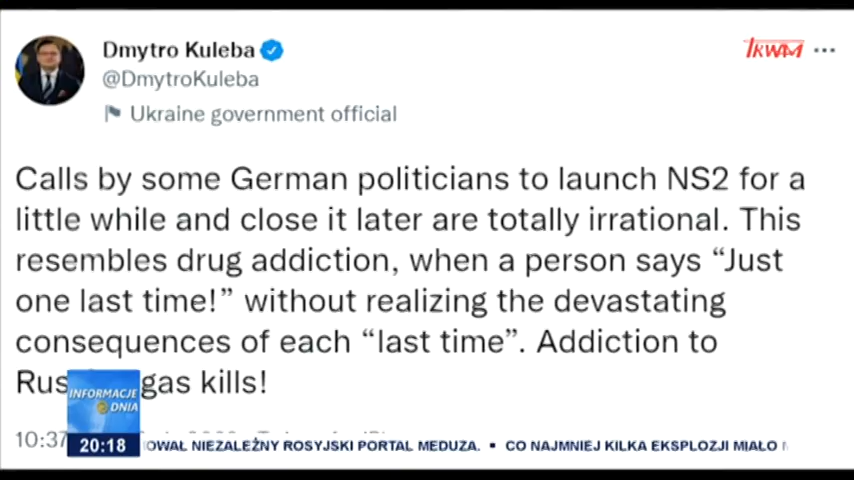 Dmytro Kuleba
@DmytroKuleba
Ukraine government official
TRWAM
Calls by some German politicians to launch NS2 for a
little while and close it later are totally irrational. This
resembles drug addiction, when a person says “Just
one last time!” without realizing the devastating
consequences of each “last time”. Addiction to
gas kills!
INFORMACJE
DNIA
20:18
OWAŁ NIEZALEŻNY ROSYJSKI PORTAL MEDUZA. ▪ CO NAJMNIEJ KILKA EKSPLOZJI MIAŁO